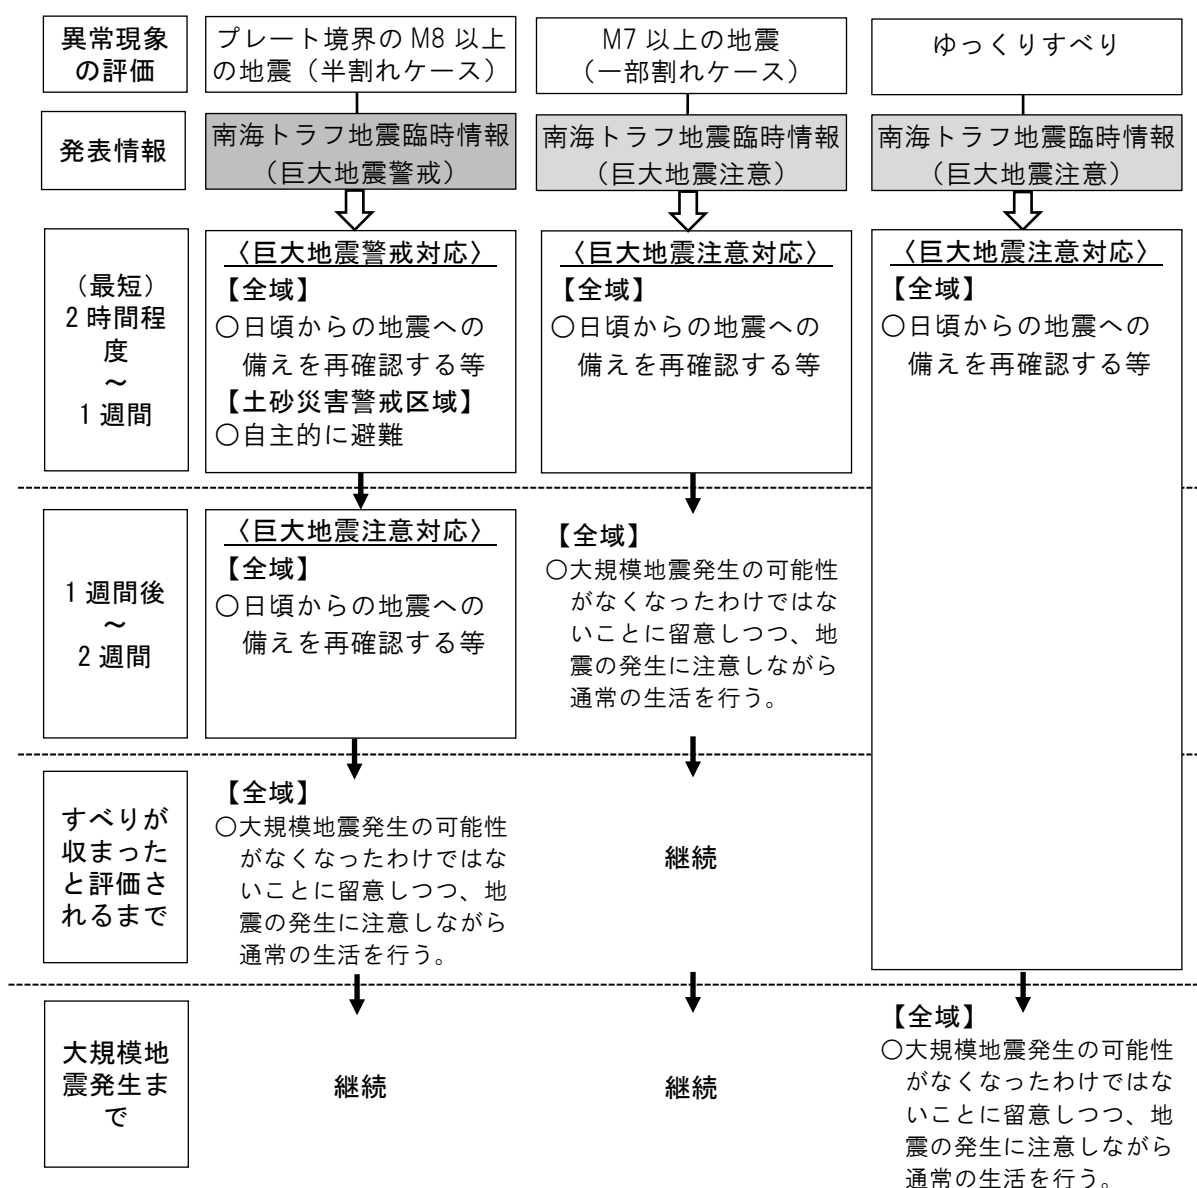 異常現象
の評価
プレート境界の M8 以上
の地震（半割れケース）
M7 以上の地震
（一部割れケース）
ゆっくりすべり
発表情報
南海トラフ地震臨時情報
（巨大地震警戒）
南海トラフ地震臨時情報
（巨大地震注意）
南海トラフ地震臨時情報
（巨大地震注意）
（最短）
2 時間程
度
～
1 週間
〈巨大地震警戒対応〉
【全域】
○日頃からの地震への
備えを再確認する等
【土砂災害警戒区域】
○自主的に避難
〈巨大地震注意対応〉
【全域】
○日頃からの地震への
備えを再確認する等
〈巨大地震注意対応〉
【全域】
○日頃からの地震への
備えを再確認する等
1 週間後
～
2 週間
〈巨大地震注意対応〉
【全域】
○日頃からの地震への
備えを再確認する等
【全域】
○大規模地震発生の可能性
がなくなったわけではな
いことに留意しつつ、地
震の発生に注意しながら
通常の生活を行う。
すべりが
収まった
と評価さ
れるまで
【全域】
○大規模地震発生の可能性
がなくなったわけではな
いことに留意しつつ、地
震の発生に注意しながら
通常の生活を行う。
継続
大規模地
震発生ま
で
継続
継続
【全域】
○大規模地震発生の可能性
がなくなったわけではな
いことに留意しつつ、地
震の発生に注意しながら
通常の生活を行う。